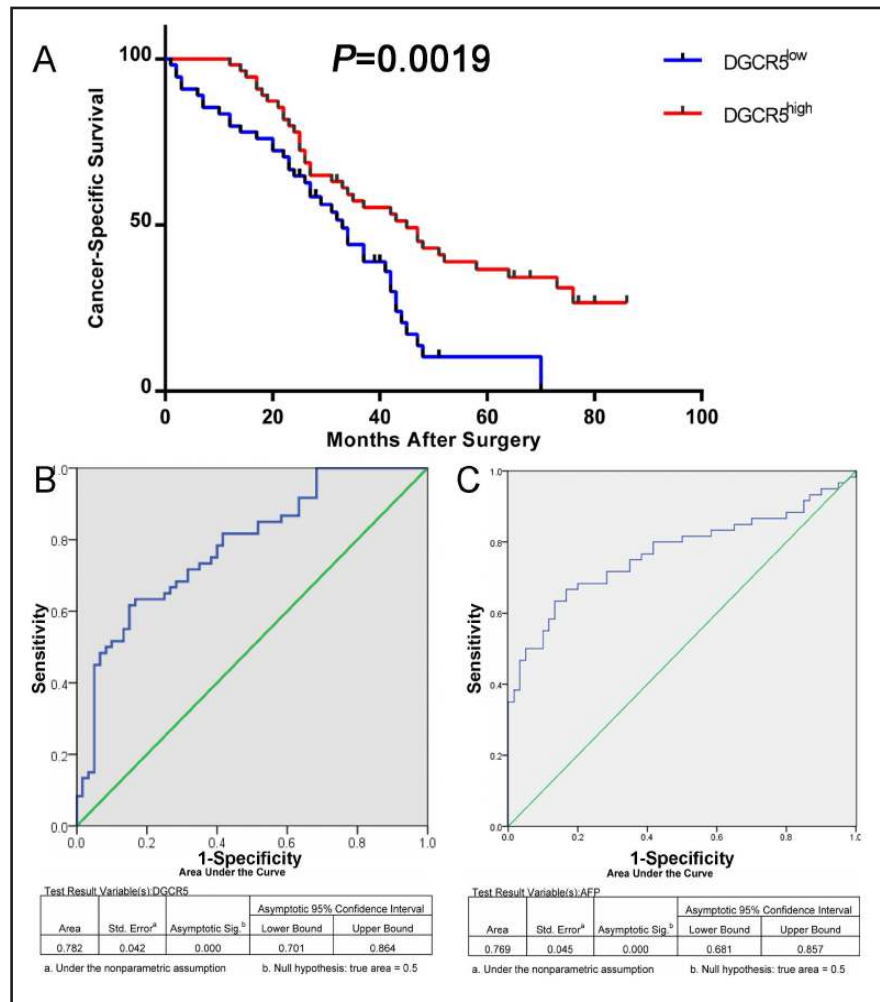 A
P=0.0019
DGCR5low
DGCR5high
Cancer-Specific Survival
100
50
0
0 20 40 60 80 100
Months After Surgery
B
1.0
0.8
0.6
0.4
0.2
0.0
Sensitivity
0.0 0.2 0.4 0.6 0.8 1.0
1-Specificity
Area Under the Curve
Test Result Variable(s):DGCR5
Area Std. Errorᵃ Asymptotic Sig.ᵇ Asymptotic 95% Confidence Interval
Lower Bound Upper Bound
0.782 0.042 0.000 0.701 0.864
a. Under the nonparametric assumption b. Null hypothesis: true area = 0.5
C
1.0
0.8
0.6
0.4
0.2
0.0
Sensitivity
0.0 0.2 0.4 0.6 0.8 1.0
1-Specificity
Area Under the Curve
Test Result Variable(s):AFP
Area Std. Errorᵃ Asymptotic Sig.ᵇ Asymptotic 95% Confidence Interval
Lower Bound Upper Bound
0.769 0.045 0.000 0.681 0.857
a. Under the nonparametric assumption b. Null hypothesis: true area = 0.5